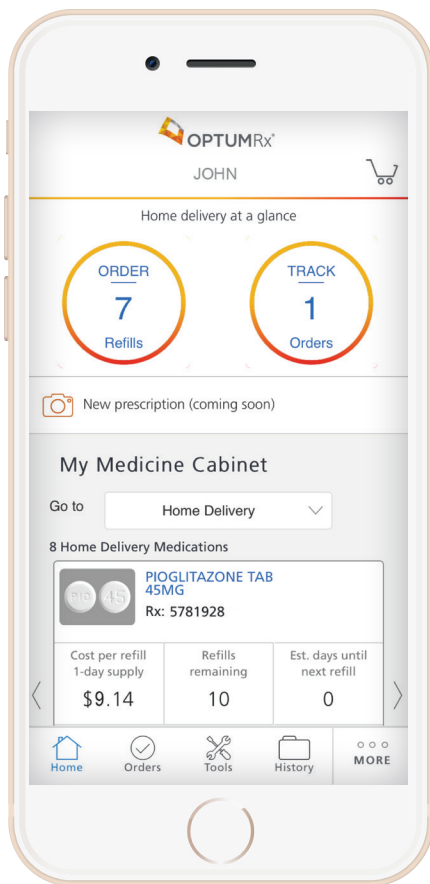 OPTUMRx®
JOHN
Home delivery at a glance
ORDER
7
Refills
TRACK
1
Orders
New prescription (coming soon)
My Medicine Cabinet
Go to
Home Delivery
8 Home Delivery Medications
PIO
45
PIOGLITAZONE TAB
45MG
Rx: 5781928
Cost per refill
1-day supply
$9.14
Refills
remaining
10
Est. days until
next refill
0
Home
Orders
Tools
History
MORE